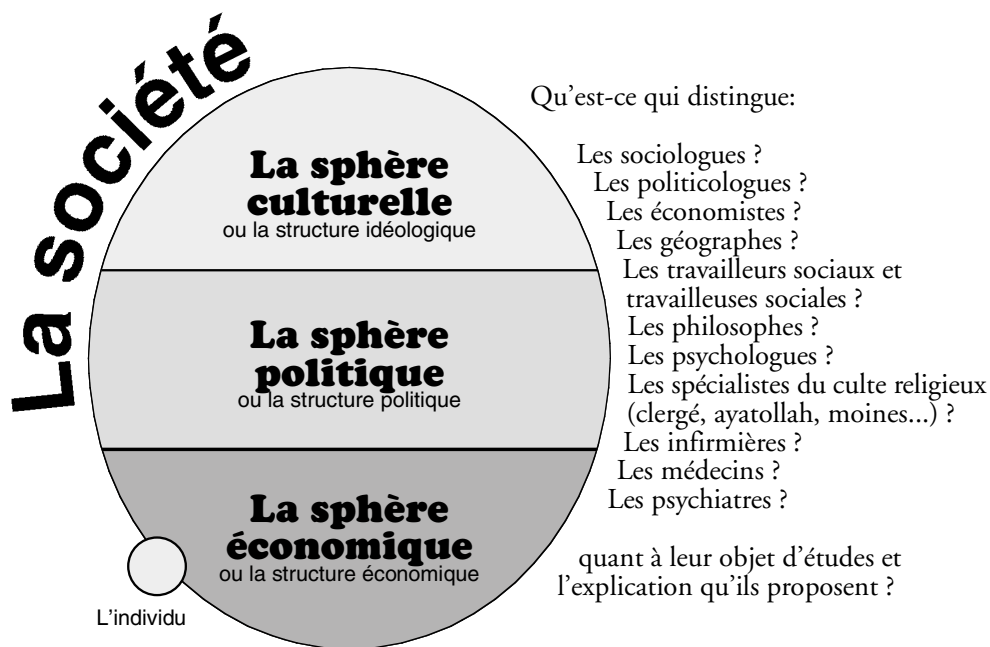 La société
La sphère
culturelle
ou la structure idéologique
La sphère
politique
ou la structure politique
La sphère
économique
ou la structure économique
L'individu
Qu'est-ce qui distingue:
Les sociologues ?
Les politicologues ?
Les économistes ?
Les géographes ?
Les travailleurs sociaux et
travailleuses sociales ?
Les philosophes ?
Les psychologues ?
Les spécialistes du culte religieux
(clergé, ayatollah, moines...) ?
Les infirmières ?
Les médecins ?
Les psychiatres ?
quant à leur objet d'études et
l'explication qu'ils proposent ?